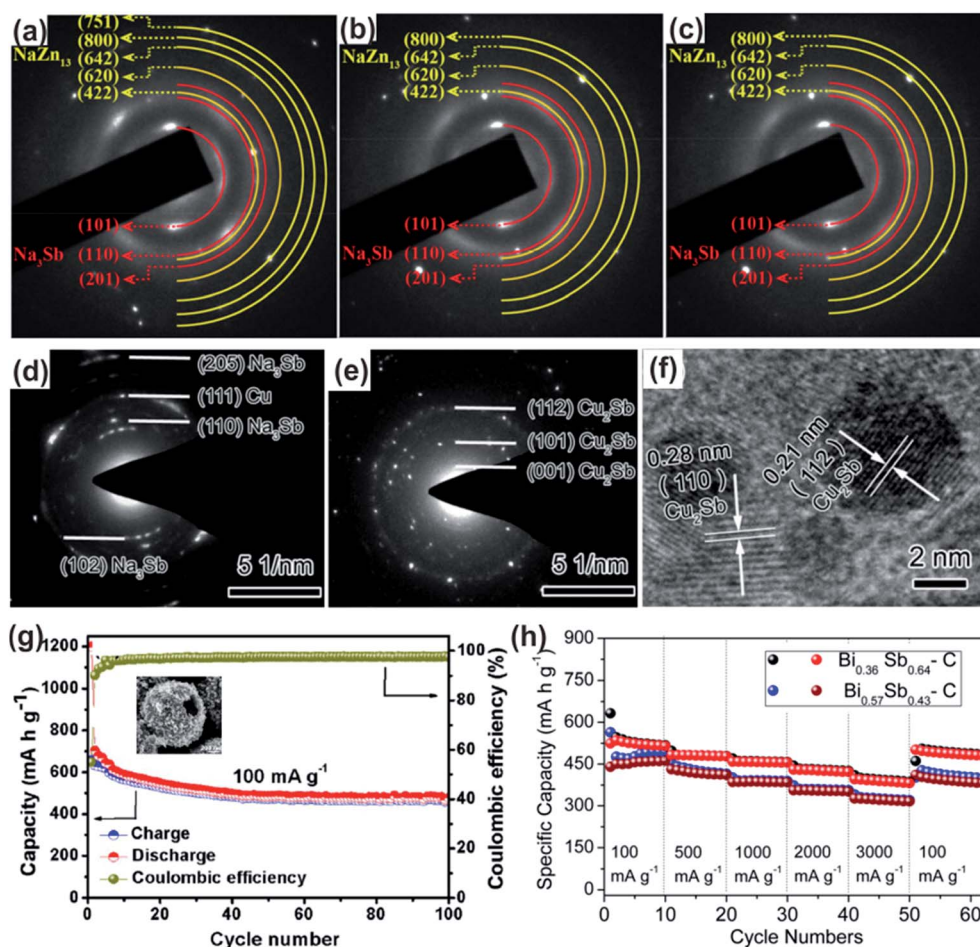 (a)
(751)
(800)
NaZn₁₃ (642)
(620)
(422)
(101)
Na₃Sb (110)
(201)
(b)
(800)
NaZn₁₃ (642)
(620)
(422)
(101)
Na₃Sb (110)
(201)
(c)
(800)
NaZn₁₃ (642)
(620)
(422)
(101)
Na₃Sb (110)
(201)
(d)
(205) Na₃Sb
(111) Cu
(110) Na₃Sb
(102) Na₃Sb
5 1/nm
(e)
(112) Cu₂Sb
(101) Cu₂Sb
(001) Cu₂Sb
5 1/nm
(f)
0.28 nm
(110)
Cu₂Sb
0.21 nm
(112)
Cu₂Sb
2 nm
(g)
Capacity (mA h g⁻¹)
1200
1000
800
600
400
200
0
100 mA g⁻¹
Charge
Discharge
Coulombic efficiency
0 20 40 60 80 100
Cycle number
100
80
60
40
20
0
Coulombic efficiency (%)
(h)
Specific Capacity (mA h g⁻¹)
900
750
600
450
300
150
0
Bi₀.₃₆ Sb₀.₆₄- C
Bi₀.₅₇Sb₀.₄₃- C
100 500 1000 2000 3000 100
mA g⁻¹ mA g⁻¹ mA g⁻¹ mA g⁻¹ mA g⁻¹ mA g⁻¹
0 10 20 30 40 50 60
Cycle Numbers